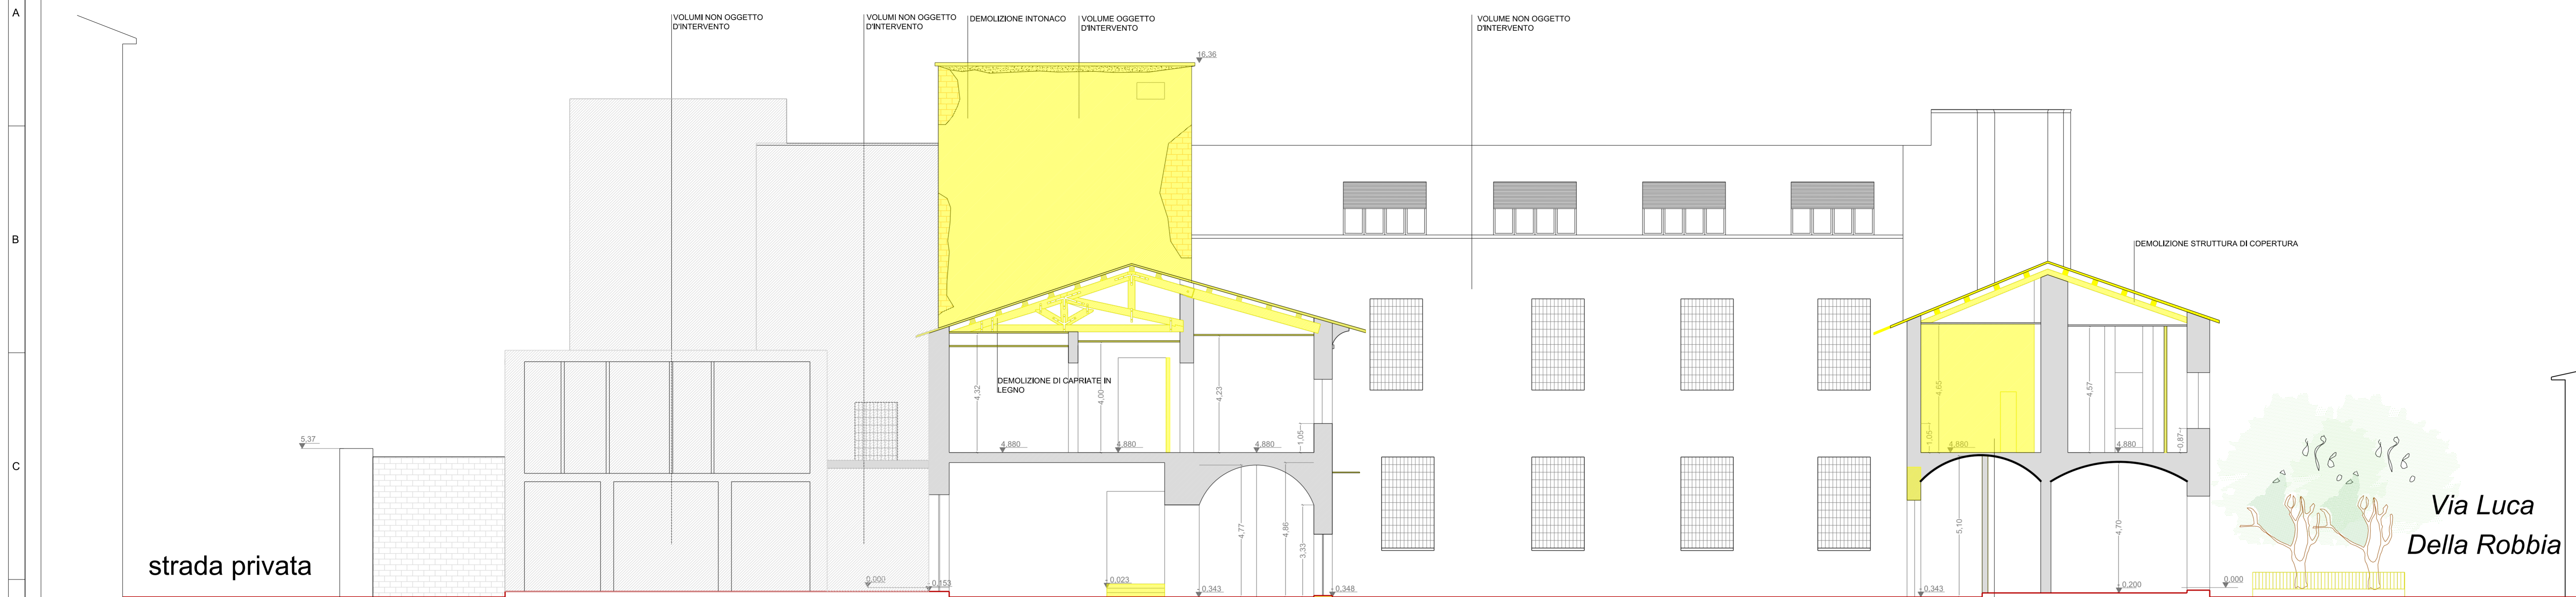 A
VOLUMI NON OGGETTO
D'INTERVENTO
VOLUMI NON OGGETTO
D'INTERVENTO
DEMOLIZIONE INTONACO
VOLUME OGGETTO
D'INTERVENTO
VOLUME NON OGGETTO
D'INTERVENTO
16,36
B
DEMOLIZIONE STRUTTURA DI COPERTURA
DEMOLIZIONE DI CAPRIATE IN
LEGNO
4,32
4,00
4,23
4,65
4,57
C
5,37
4,880
4,880
4,880
1,05
1,05
4,880
4,880
0,87
4,77
4,86
3,33
5,10
4,70
strada privata
Via Luca
Della Robbia
0,000
- 0,153
- 0,023
- 0,343
- 0,348
- 0,343
- 0,200
0,000